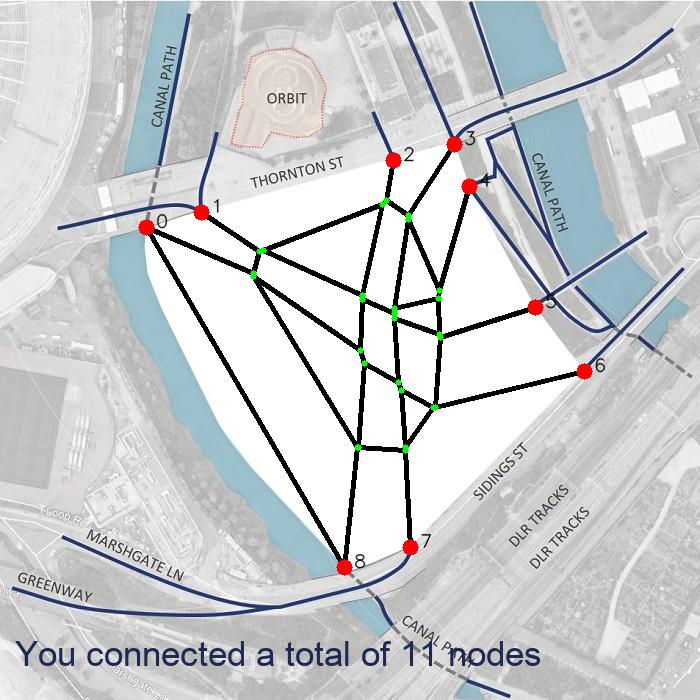 CANAL PATH
ORBIT
THORNTON ST
CANAL PATH
0
1
2
3
4
5
6
7
8
SIDINGS ST
DLR TRACKS
DLR TRACKS
MARSHGATE LN
GREENWAY
CANAL PATH
You connected a total of 11 nodes